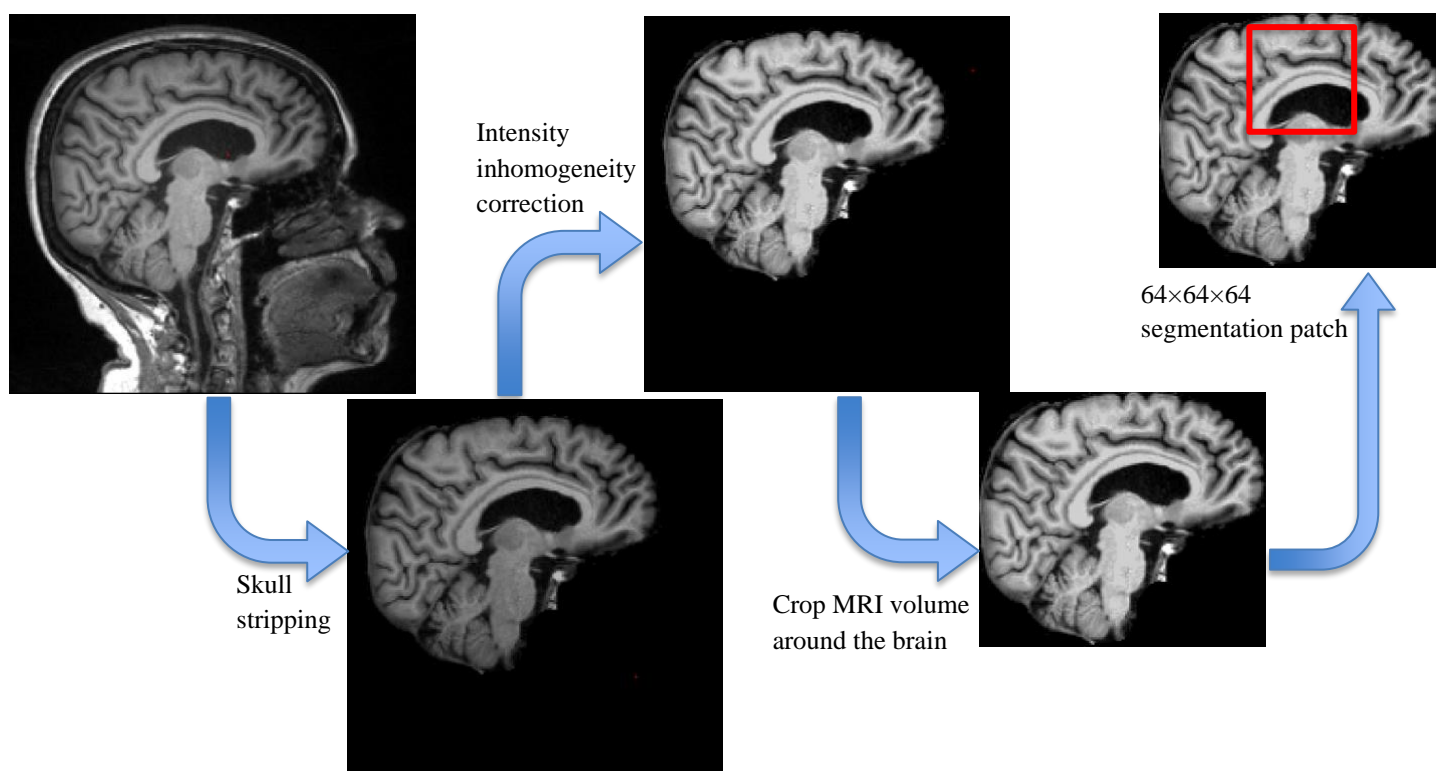 Skull
stripping
Intensity
inhomogeneity
correction
Crop MRI volume
around the brain
64×64×64
segmentation patch